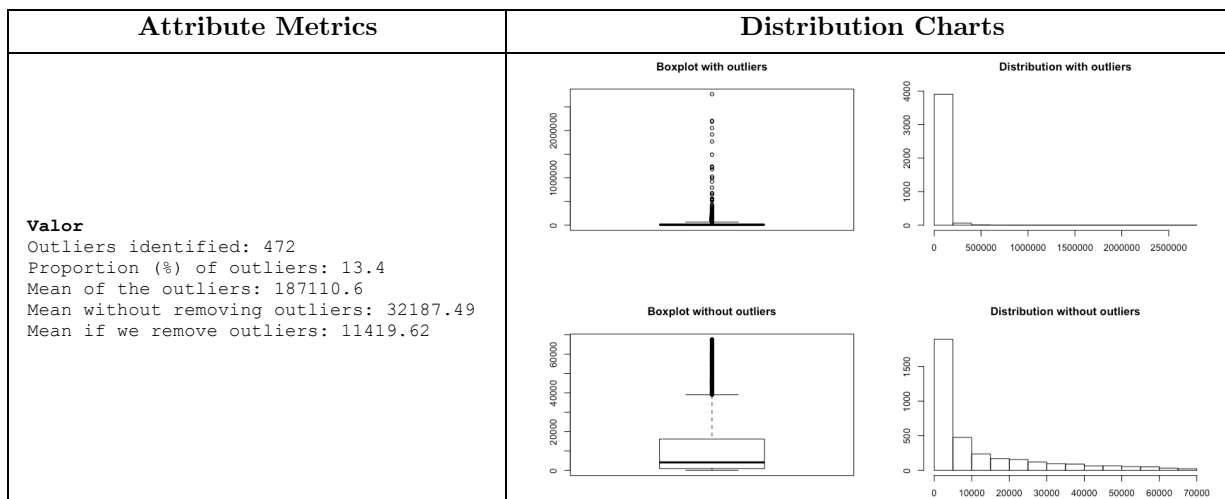 Attribute Metrics
Distribution Charts
Valor
Outliers identified: 472
Proportion (%) of outliers: 13.4
Mean of the outliers: 187110.6
Mean without removing outliers: 32187.49
Mean if we remove outliers: 11419.62
Boxplot with outliers
0
1000000
2000000
Distribution with outliers
0
1000
2000
3000
4000
0 500000 1000000 1500000 2000000 2500000
Boxplot without outliers
0
20000
40000
60000
Distribution without outliers
0
500
1000
1500
0 10000 20000 30000 40000 50000 60000 70000